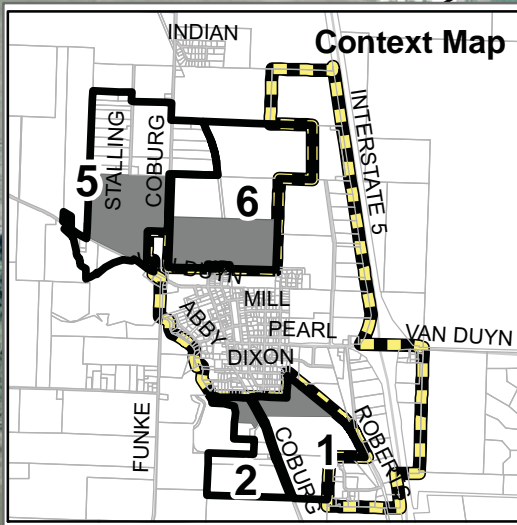 INDIAN
Context Map
STALLING
COBURG
INTERSTATE 5
5
6
DUYN
MILL
ABBY
PEARL
VAN DUYN
DIXON
FUNKE
ROBERTS
COBURG
1
2